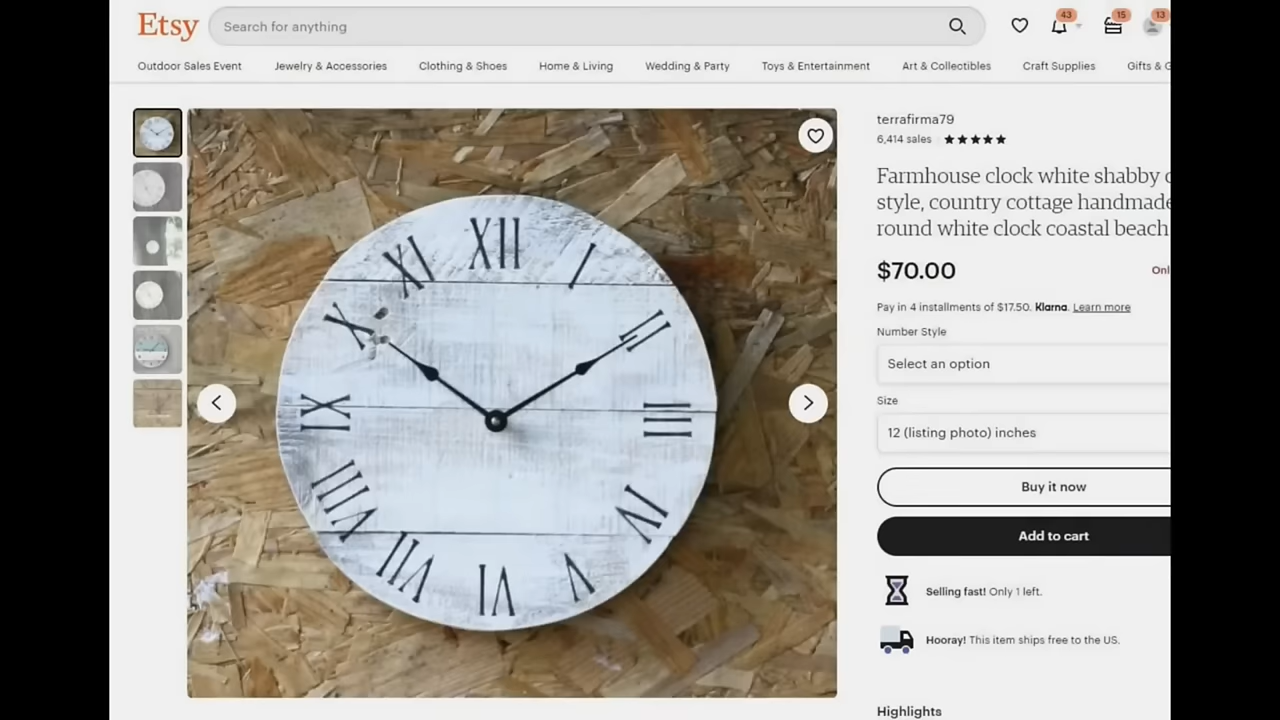 Etsy
Search for anything
43
15
13
Outdoor Sales Event
Jewelry & Accessories
Clothing & Shoes
Home & Living
Wedding & Party
Toys & Entertainment
Art & Collectibles
Craft Supplies
Gifts & G
terrafirma79
6,414 sales
Farmhouse clock white shabby c
style, country cottage handmade
round white clock coastal beach
$70.00
Onl
Pay in 4 installments of $17.50. Klarna. Learn more
Number Style
Select an option
Size
12 (listing photo) inches
Buy it now
Add to cart
Selling fast! Only 1 left.
Hooray! This item ships free to the US.
Highlights
XII
I
II
III
IV
V
VI
VII
VIII
IX
X
XI